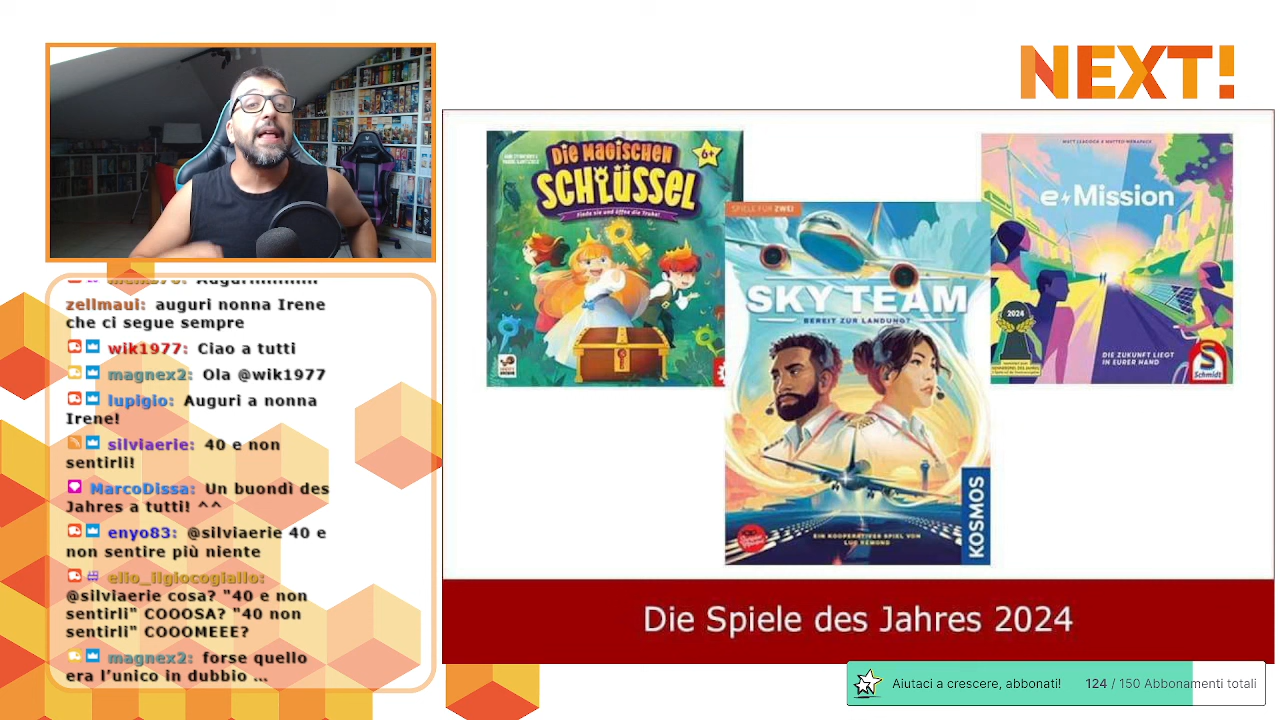 NEXT!
DIE MAGISCHEN
SCHLÜSSEL
Finde sie und öffne die Truhe!
6+
SPIELE FÜR ZWEI
SKY TEAM
BEREIT ZUR LANDUNG?
EIN KOOPERATIVES SPIEL VON
LUC RÉMOND
KOSMOS
MATT LEACOCK & MATTEO MENAPACE
e-Mission
2024
DIE ZUKUNFT LIEGT
IN EURER HAND
Schmidt
Die Spiele des Jahres 2024
zellmaui: auguri nonna Irene
che ci segue sempre
wik1977: Ciao a tutti
magnex2: Ola @wik1977
lupigio: Auguri a nonna
Irene!
silviaerie: 40 e non
sentirli!
MarcoDissa: Un buondì des
Jahres a tutti! ^^
enyo83: @silviaerie 40 e
non sentire più niente
elio_ilgiocogiallo:
@silviaerie cosa? "40 e non
sentirli" COOOSA? "40 non
sentirli" COOOMEEE?
magnex2: forse quello
era l'unico in dubbio ...
Aiutaci a crescere, abbonati! 124 / 150 Abbonamenti totali